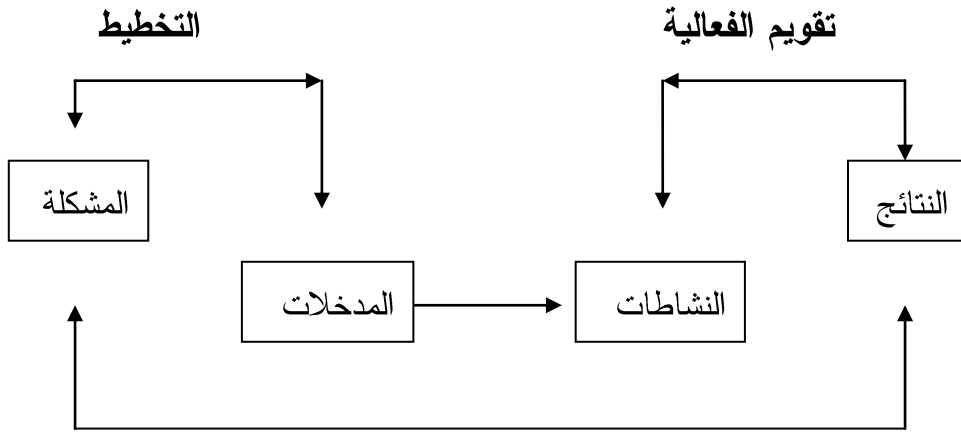 تقويم الفعالية
التخطيط
النتائج
المشكلة
النشاطات
المدخلات